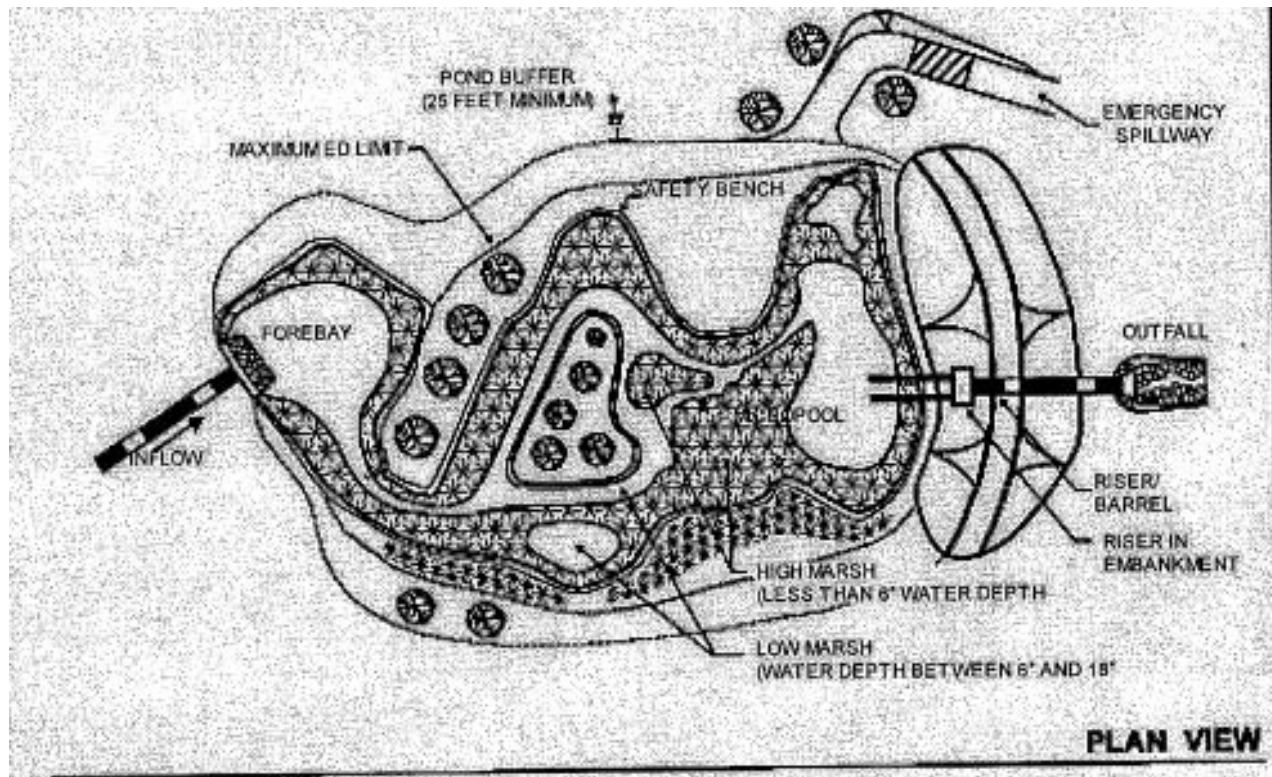 POND BUFFER
(25 FEET MINIMUM)
EMERGENCY
SPILLWAY
MAXIMUM ED LIMIT
SAFETY BENCH
FOREBAY
OUTFALL
POOL
INFLOW
RISER/
BARREL
RISER IN
EMBANKMENT
HIGH MARSH
(LESS THAN 6" WATER DEPTH
LOW MARSH
(WATER DEPTH BETWEEN 6" AND 18"
PLAN VIEW